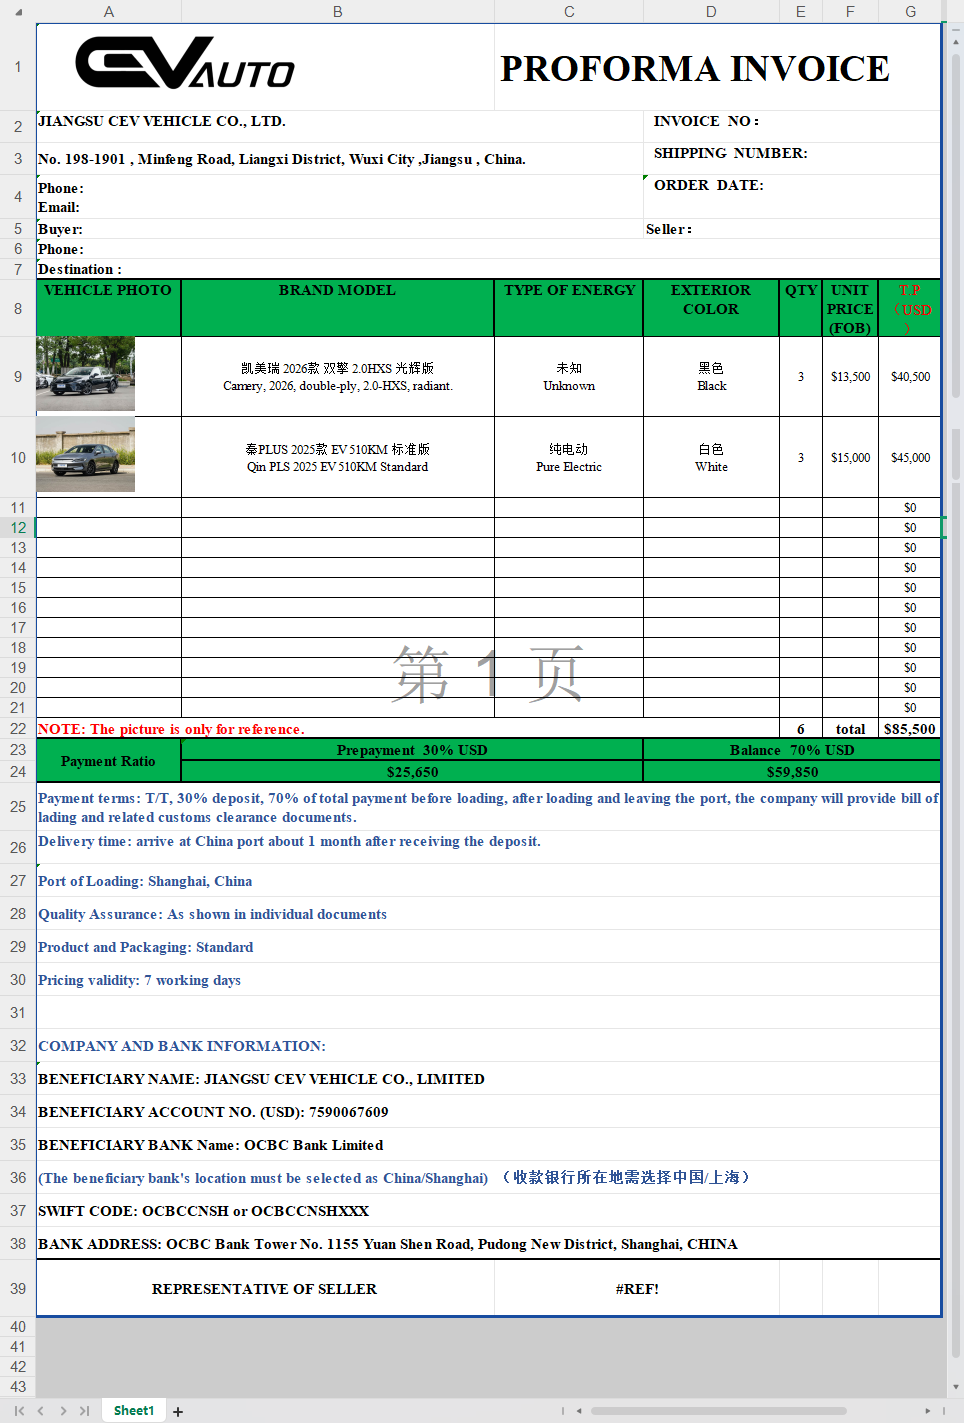 A B C D E F G
1 CEV AUTO PROFORMA INVOICE
2 JIANGSU CEV VEHICLE CO., LTD. INVOICE NO：
3 No. 198-1901 , Minfeng Road, Liangxi District, Wuxi City ,Jiangsu , China. SHIPPING NUMBER:
4 Phone: ORDER DATE:
Email:
5 Buyer: Seller：
6 Phone:
7 Destination :
8 VEHICLE PHOTO BRAND MODEL TYPE OF ENERGY EXTERIOR COLOR QTY UNIT PRICE (FOB) T.P （USD）
9 凯美瑞 2026款 双擎 2.0HXS 光辉版 未知 黑色 3 $13,500 $40,500
Camery, 2026, double-ply, 2.0-HXS, radiant. Unknown Black
10 秦PLUS 2025款 EV 510KM 标准版 纯电动 白色 3 $15,000 $45,000
Qin PLS 2025 EV 510KM Standard Pure Electric White
11 $0
12 $0
13 $0
14 $0
15 $0
16 $0
17 $0
18 $0
19 $0
20 $0
21 $0
第 1 页
22 NOTE: The picture is only for reference. 6 total $85,500
23 Payment Ratio Prepayment 30% USD Balance 70% USD
24 $25,650 $59,850
25 Payment terms: T/T, 30% deposit, 70% of total payment before loading, after loading and leaving the port, the company will provide bill of
lading and related customs clearance documents.
26 Delivery time: arrive at China port about 1 month after receiving the deposit.
27 Port of Loading: Shanghai, China
28 Quality Assurance: As shown in individual documents
29 Product and Packaging: Standard
30 Pricing validity: 7 working days
31
32 COMPANY AND BANK INFORMATION:
33 BENEFICIARY NAME: JIANGSU CEV VEHICLE CO., LIMITED
34 BENEFICIARY ACCOUNT NO. (USD): 7590067609
35 BENEFICIARY BANK Name: OCBC Bank Limited
36 (The beneficiary bank's location must be selected as China/Shanghai) （收款银行所在地需选择中国/上海）
37 SWIFT CODE: OCBCCNSH or OCBCCNSHXXX
38 BANK ADDRESS: OCBC Bank Tower No. 1155 Yuan Shen Road, Pudong New District, Shanghai, CHINA
39 REPRESENTATIVE OF SELLER #REF!
40
41
42
43
Sheet1 +